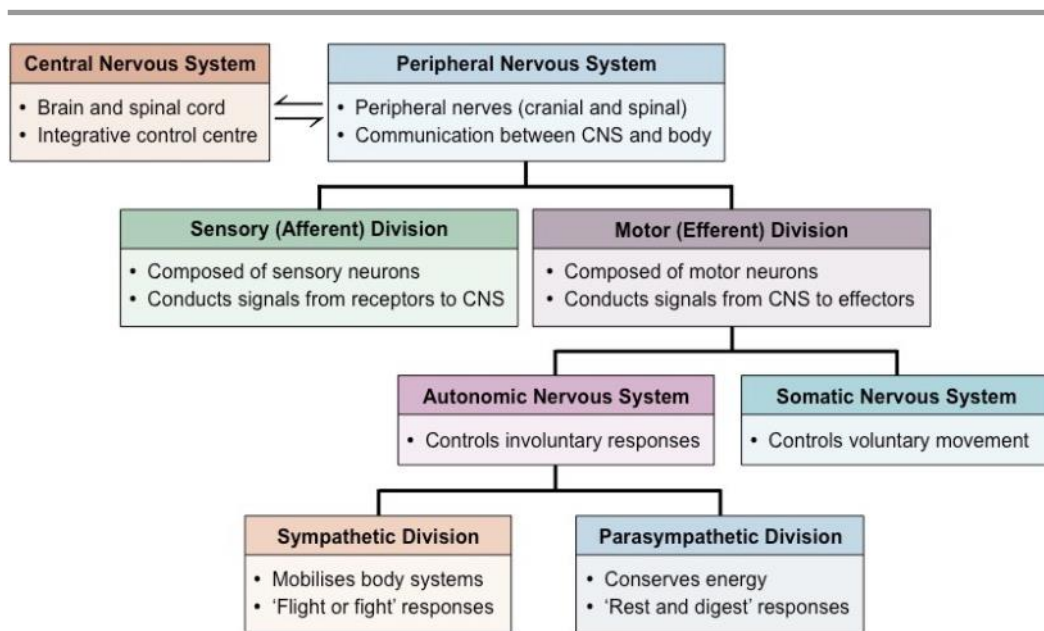 Central Nervous System
• Brain and spinal cord
• Integrative control centre
Peripheral Nervous System
• Peripheral nerves (cranial and spinal)
• Communication between CNS and body
Sensory (Afferent) Division
• Composed of sensory neurons
• Conducts signals from receptors to CNS
Motor (Efferent) Division
• Composed of motor neurons
• Conducts signals from CNS to effectors
Autonomic Nervous System
• Controls involuntary responses
Somatic Nervous System
• Controls voluntary movement
Sympathetic Division
• Mobilises body systems
• ‘Flight or fight’ responses
Parasympathetic Division
• Conserves energy
• ‘Rest and digest’ responses